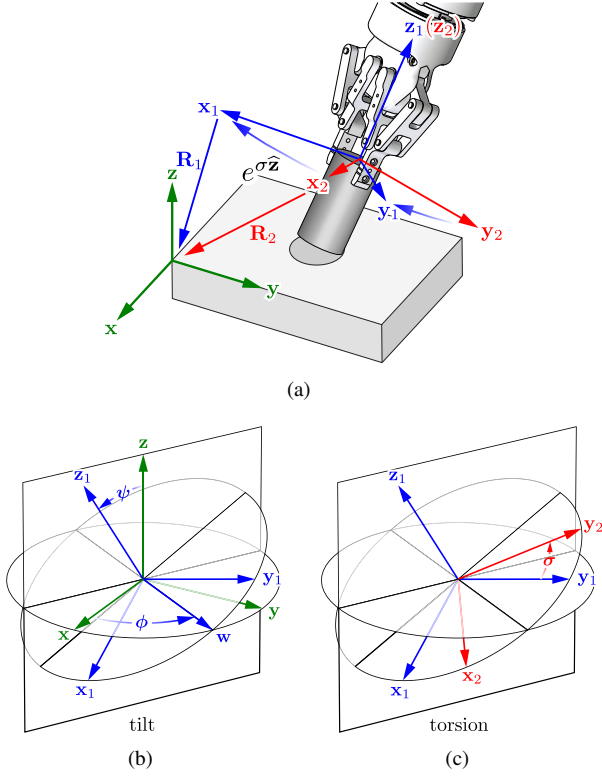 z₁(z₂)
x₁
R₁
z
e^{σẑ}
x₂
y₁
R₂
y₂
y
x
(a)
z
z₁
ψ
y₁
y
x
ϕ
w
x₁
tilt
(b)
z₁
y₂
σ
y₁
x₂
x₁
torsion
(c)